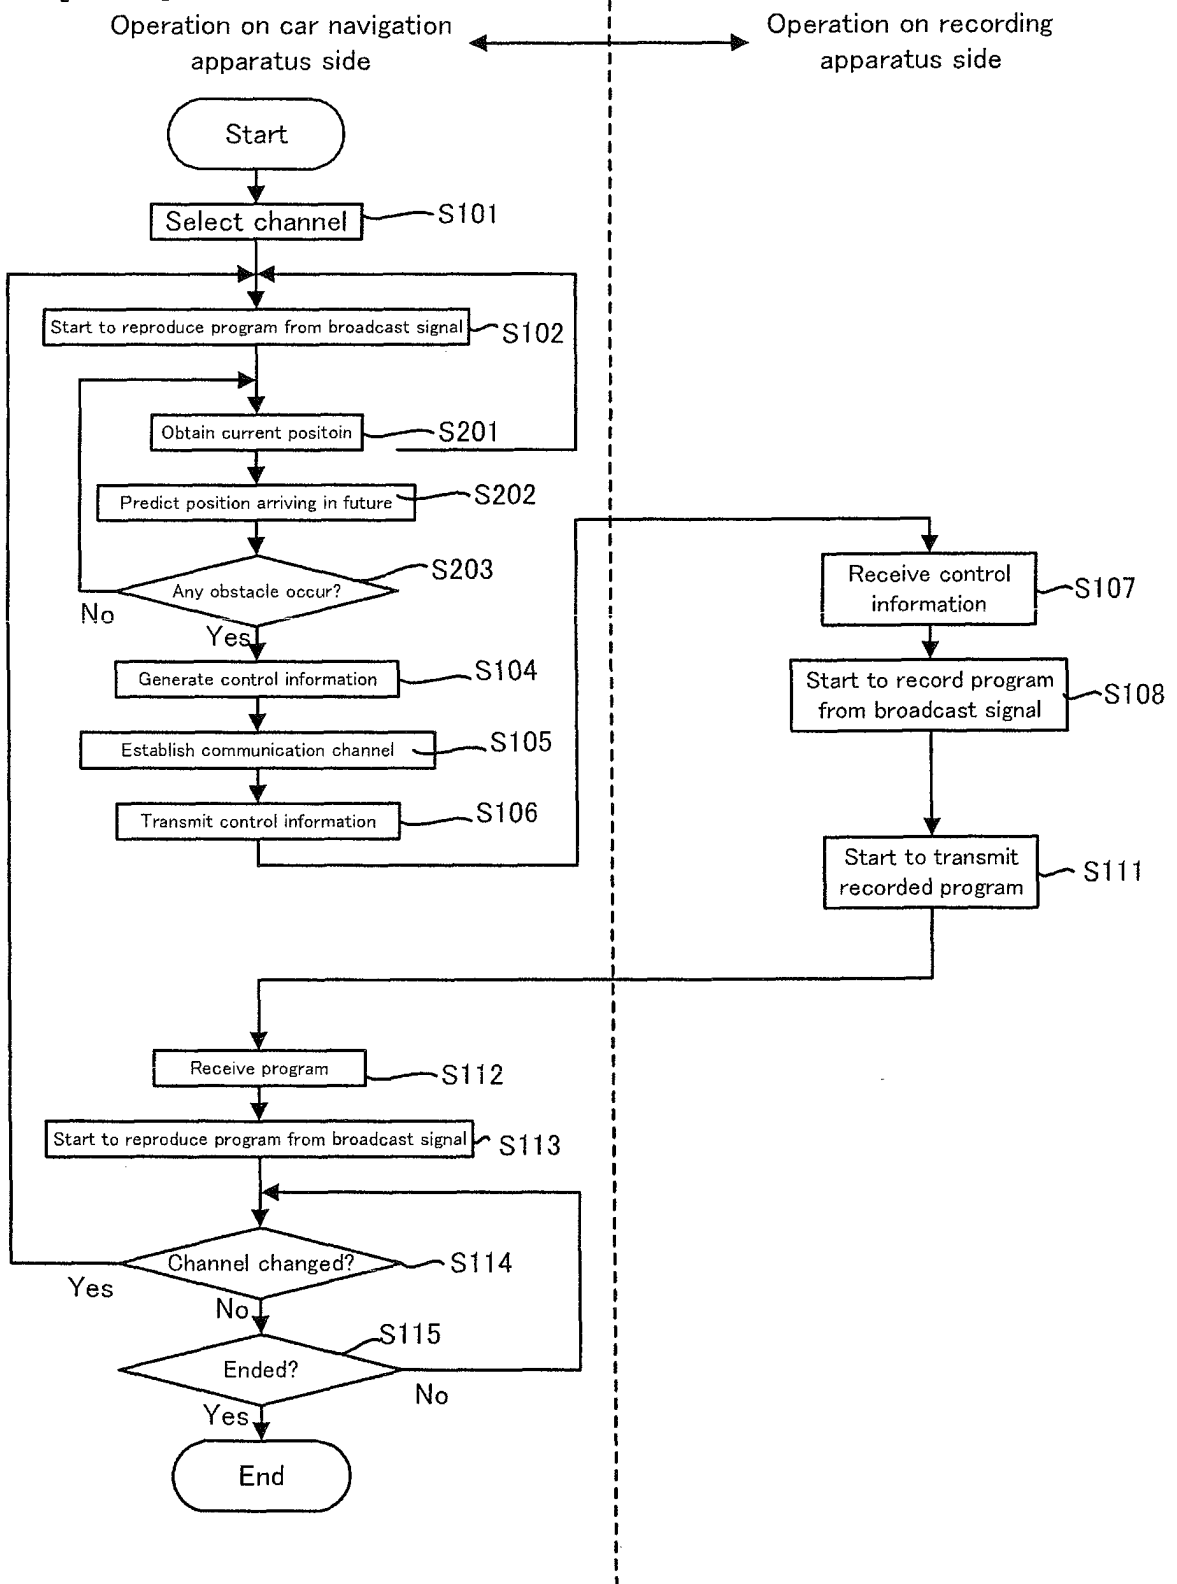 Operation on car navigation
apparatus side
Operation on recording
apparatus side
Start
Select channel
S101
Start to reproduce program from broadcast signal
S102
Obtain current positoin
S201
Predict position arriving in future
S202
Any obstacle occur?
S203
No
Yes
Generate control information
S104
Establish communication channel
S105
Transmit control information
S106
Receive control
information
S107
Start to record program
from broadcast signal
S108
Start to transmit
recorded program
S111
Receive program
S112
Start to reproduce program from broadcast signal
S113
Channel changed?
S114
Yes
No
S115
Ended?
No
Yes
End